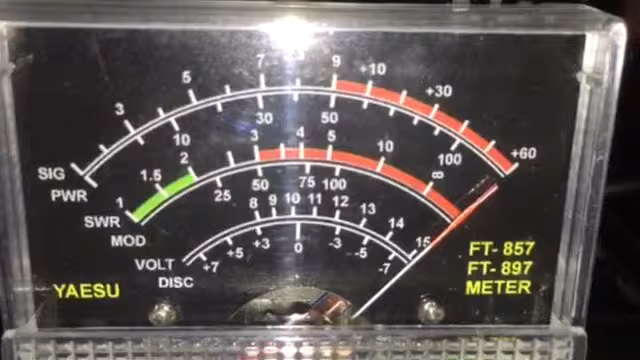 SIG 3 5 7 9 +10 +30 +60
PWR 10 30 50 100
SWR 1 1.5 2 3 4 5 10 ∞
MOD 25 50 75 100
VOLT 8 9 10 11 12 13 14 15
DISC +7 +5 +3 0 -3 -5 -7
YAESU
FT-857
FT-897
METER